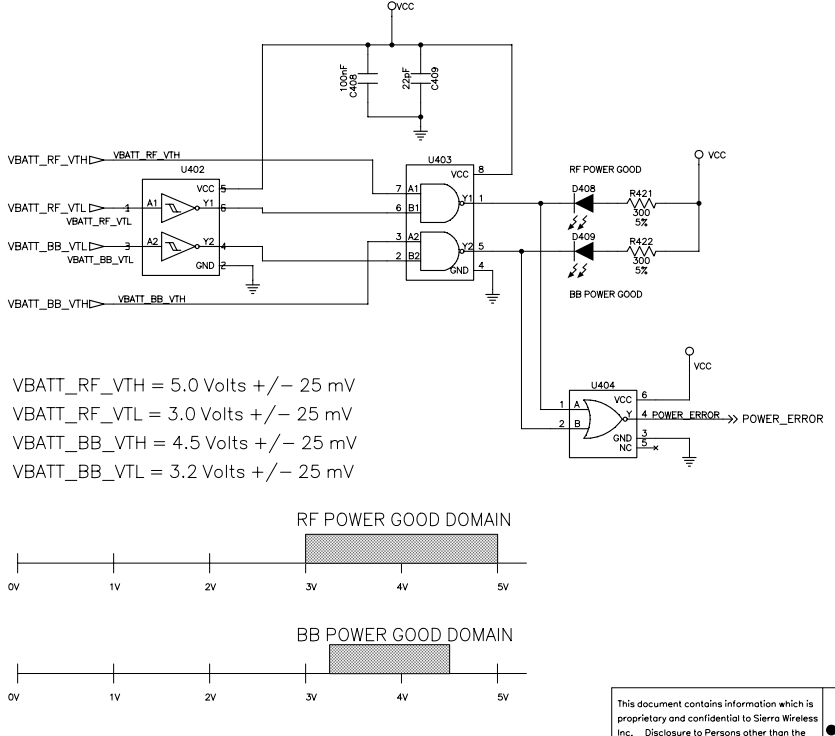 VCC
100nF
C408
22pF
C409
VBATT_RF_VTH
VBATT_RF_VTH
U402
U403
VCC
8
VCC
RF POWER GOOD
VCC 5
7 A1
D408
R421
VBATT_RF_VTL 1 A1 Y1 6
6 B1
Y1 1
300
5%
VBATT_RF_VTL
VBATT_BB_VTL 3 A2 Y2 4
3 A2
D409
R422
VBATT_BB_VTL
2 B2
Y2 5
300
5%
GND 2
GND 4
BB POWER GOOD
VBATT_BB_VTH
VBATT_BB_VTH
VCC
U404
VCC 6
1 A
Y 4 POWER_ERROR
POWER_ERROR
2 B
GND 3
NC 5
VBATT_RF_VTH = 5.0 Volts +/- 25 mV
VBATT_RF_VTL = 3.0 Volts +/- 25 mV
VBATT_BB_VTH = 4.5 Volts +/- 25 mV
VBATT_BB_VTL = 3.2 Volts +/- 25 mV
RF POWER GOOD DOMAIN
0V 1V 2V 3V 4V 5V
BB POWER GOOD DOMAIN
0V 1V 2V 3V 4V 5V
This document contains information which is
proprietary and confidential to Sierra Wireless
Inc. Disclosure to Persons other than the